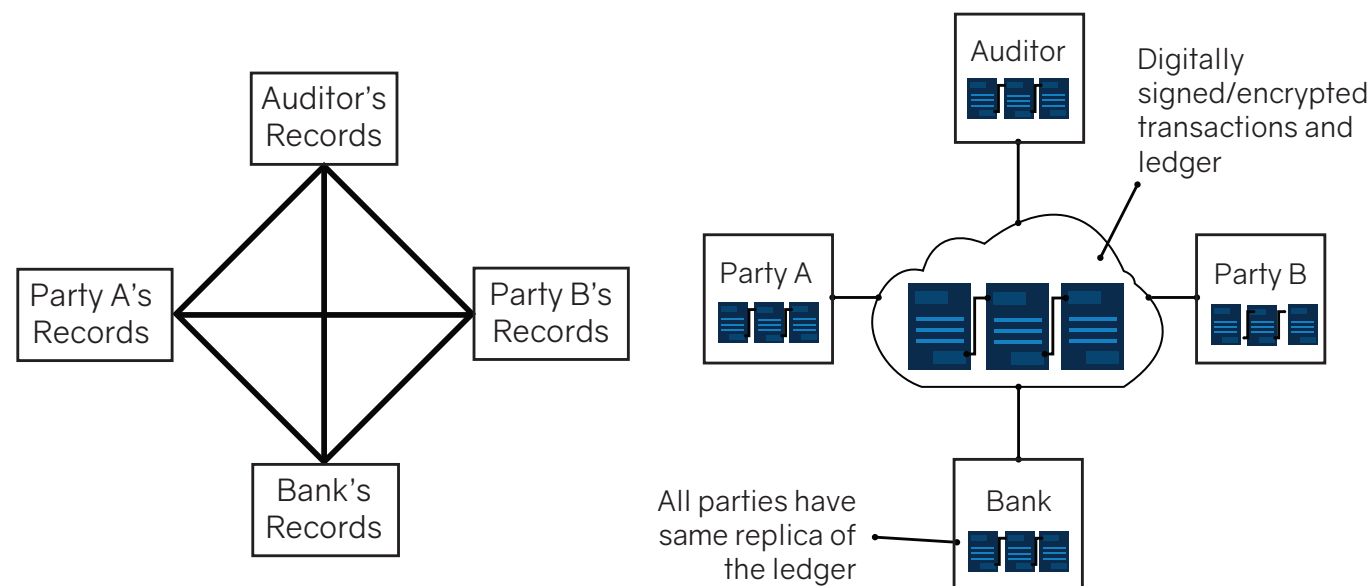 Auditor's
Records
Party A's
Records
Party B's
Records
Bank's
Records
Auditor
Digitally
signed/encrypted
transactions and
ledger
Party A
Party B
All parties have
same replica of
the ledger
Bank